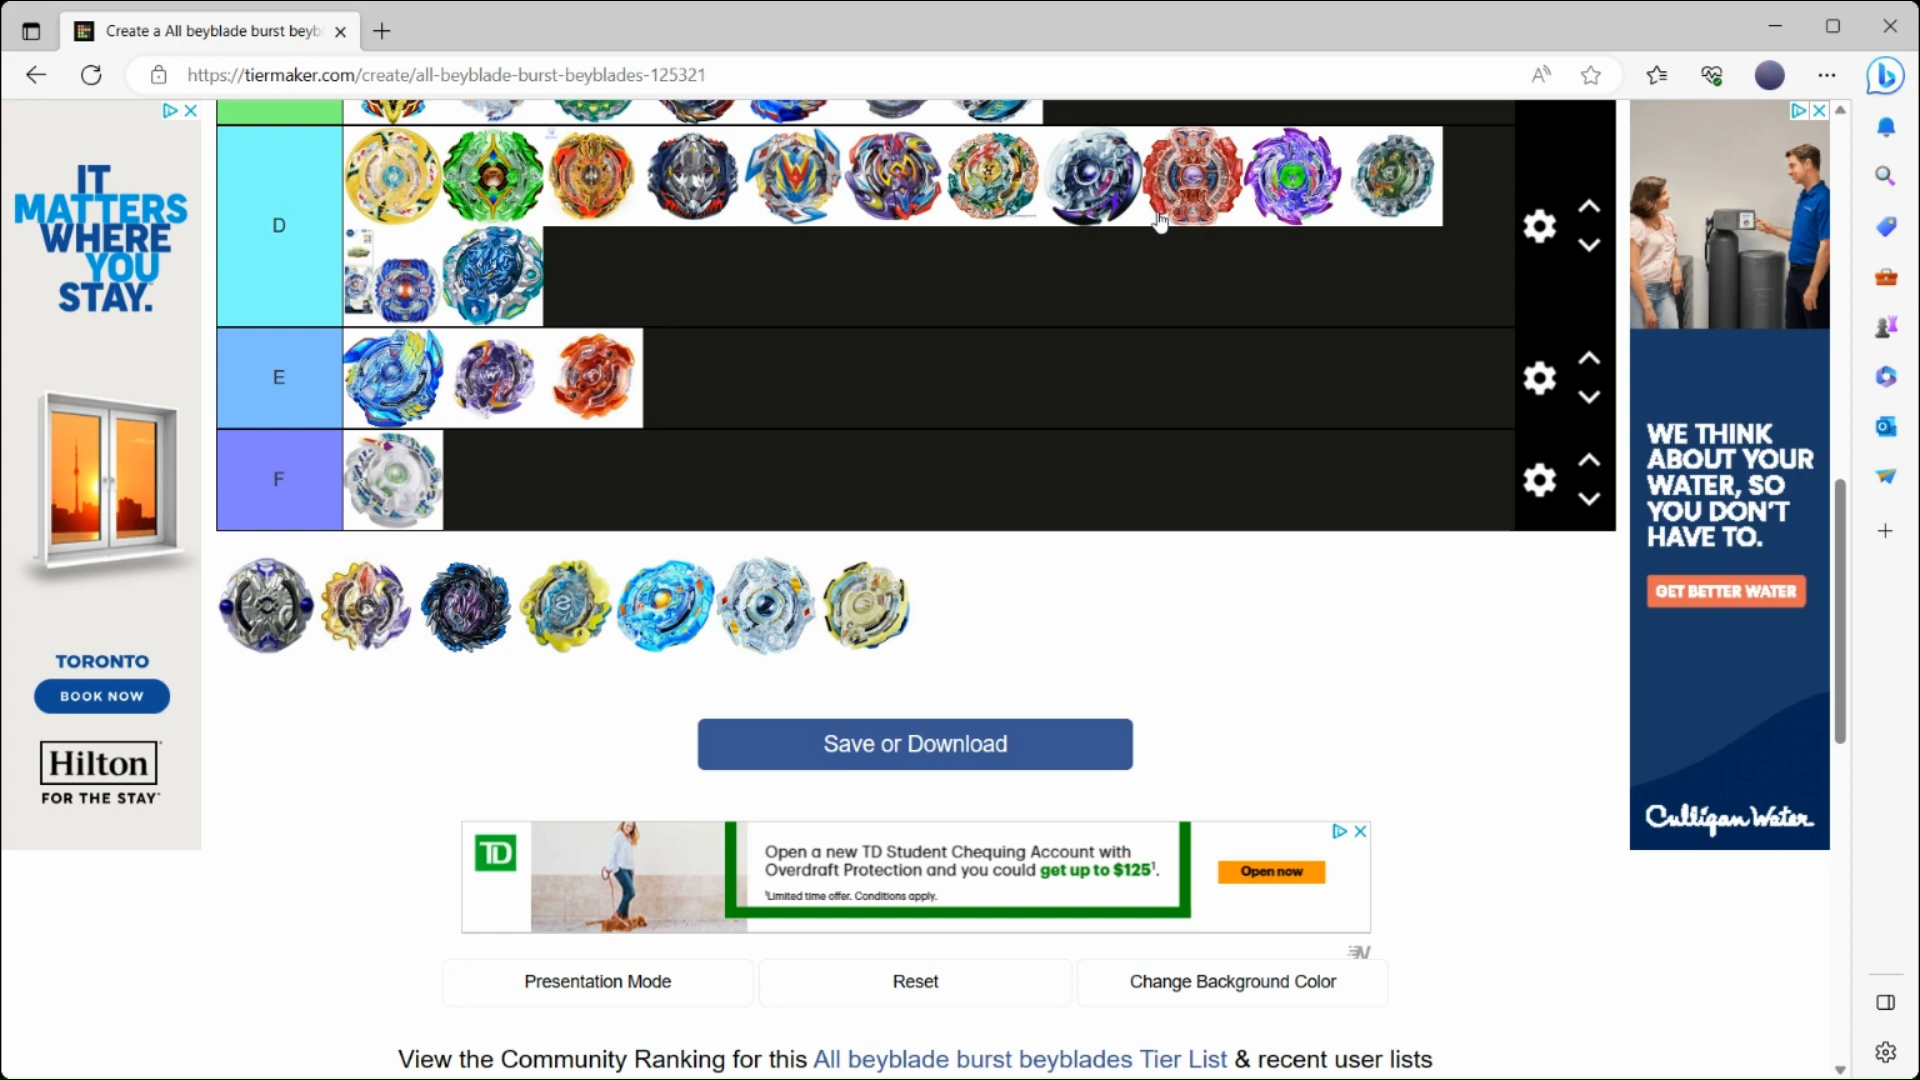 Create a All beyblade burst beyb
https://tiermaker.com/create/all-beyblade-burst-beyblades-125321
IT
MATTERS
WHERE
YOU
STAY.
TORONTO
BOOK NOW
Hilton
FOR THE STAY
D
E
F
WE THINK
ABOUT YOUR
WATER, SO
YOU DON'T
HAVE TO.
GET BETTER WATER
Culligan Water
Save or Download
TD
Open a new TD Student Chequing Account with
Overdraft Protection and you could get up to $125¹.
¹Limited time offer. Conditions apply.
Open now
Presentation Mode
Reset
Change Background Color
View the Community Ranking for this All beyblade burst beyblades Tier List & recent user lists